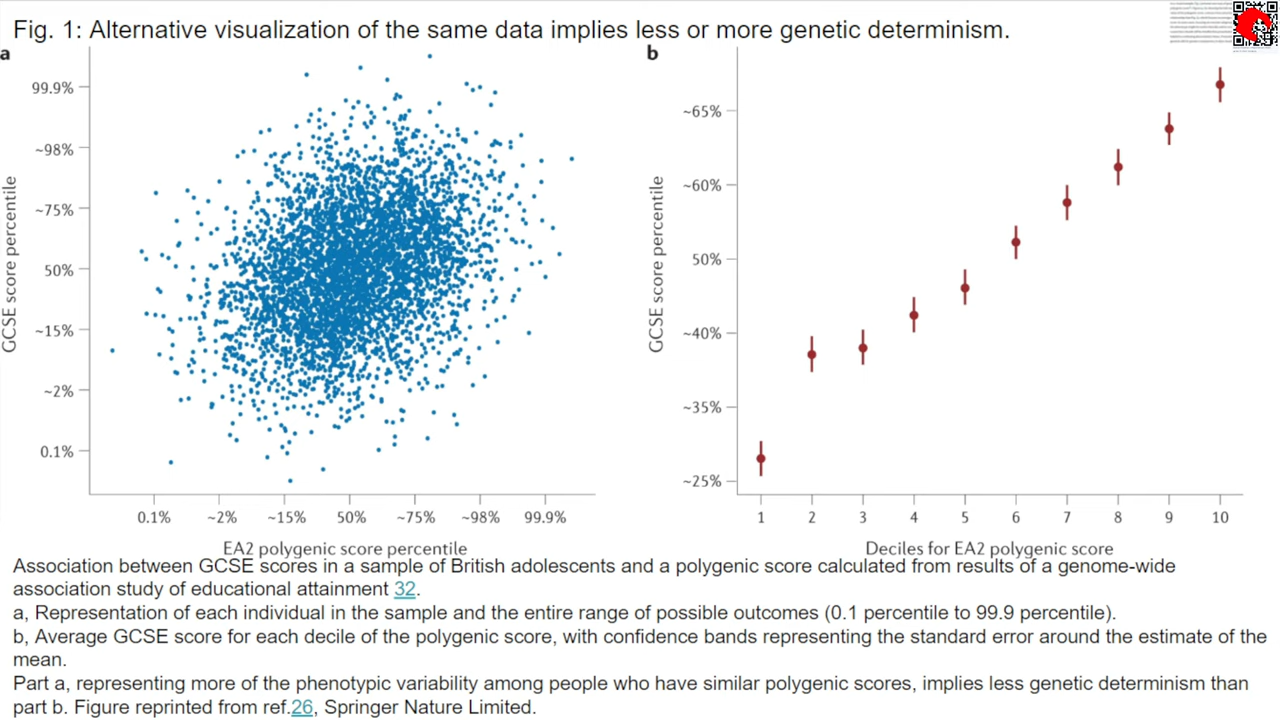 Fig. 1: Alternative visualization of the same data implies less or more genetic determinism.
a
GCSE score percentile
99.9%
~98%
~75%
50%
~15%
~2%
0.1%
0.1%
~2%
~15%
50%
~75%
~98%
99.9%
EA2 polygenic score percentile
b
GCSE score percentile
~65%
~60%
50%
~40%
~35%
~25%
1
2
3
4
5
6
7
8
9
10
Deciles for EA2 polygenic score
Association between GCSE scores in a sample of British adolescents and a polygenic score calculated from results of a genome-wide
association study of educational attainment 32.
a, Representation of each individual in the sample and the entire range of possible outcomes (0.1 percentile to 99.9 percentile).
b, Average GCSE score for each decile of the polygenic score, with confidence bands representing the standard error around the estimate of the
mean.
Part a, representing more of the phenotypic variability among people who have similar polygenic scores, implies less genetic determinism than
part b. Figure reprinted from ref.26, Springer Nature Limited.